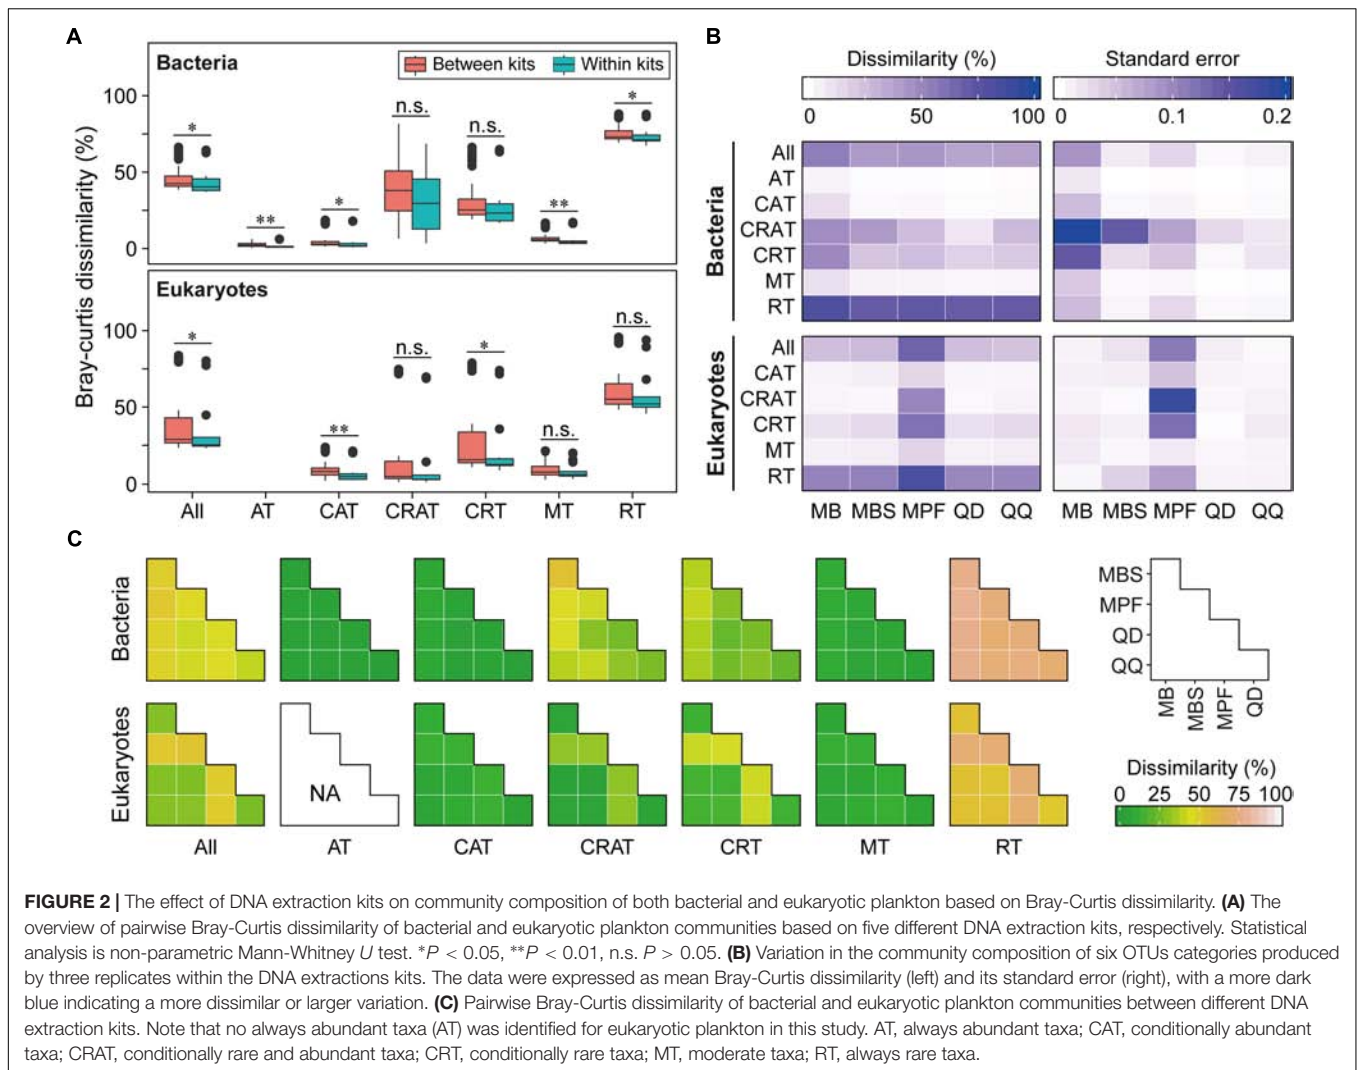 A
Bacteria
Between kits
Within kits
Bray-curtis dissimilarity (%)
100
50
0
*
**
*
n.s.
n.s.
**
*
Eukaryotes
100
50
0
*
**
n.s.
*
n.s.
n.s.
All AT CAT CRAT CRT MT RT
B
Dissimilarity (%)
0 50 100
Standard error
0 0.1 0.2
Bacteria
All
AT
CAT
CRAT
CRT
MT
RT
Eukaryotes
All
CAT
CRAT
CRT
MT
RT
MB MBS MPF QD QQ
MB MBS MPF QD QQ
C
Bacteria
Eukaryotes
NA
All AT CAT CRAT CRT MT RT
MBS
MPF
QD
QQ
MB MBS MPF QD
Dissimilarity (%)
0 25 50 75 100
FIGURE 2 | The effect of DNA extraction kits on community composition of both bacterial and eukaryotic plankton based on Bray-Curtis dissimilarity. (A) The
overview of pairwise Bray-Curtis dissimilarity of bacterial and eukaryotic plankton communities based on five different DNA extraction kits, respectively. Statistical
analysis is non-parametric Mann-Whitney U test. *P < 0.05, **P < 0.01, n.s. P > 0.05. (B) Variation in the community composition of six OTUs categories produced
by three replicates within the DNA extractions kits. The data were expressed as mean Bray-Curtis dissimilarity (left) and its standard error (right), with a more dark
blue indicating a more dissimilar or larger variation. (C) Pairwise Bray-Curtis dissimilarity of bacterial and eukaryotic plankton communities between different DNA
extraction kits. Note that no always abundant taxa (AT) was identified for eukaryotic plankton in this study. AT, always abundant taxa; CAT, conditionally abundant
taxa; CRAT, conditionally rare and abundant taxa; CRT, conditionally rare taxa; MT, moderate taxa; RT, always rare taxa.